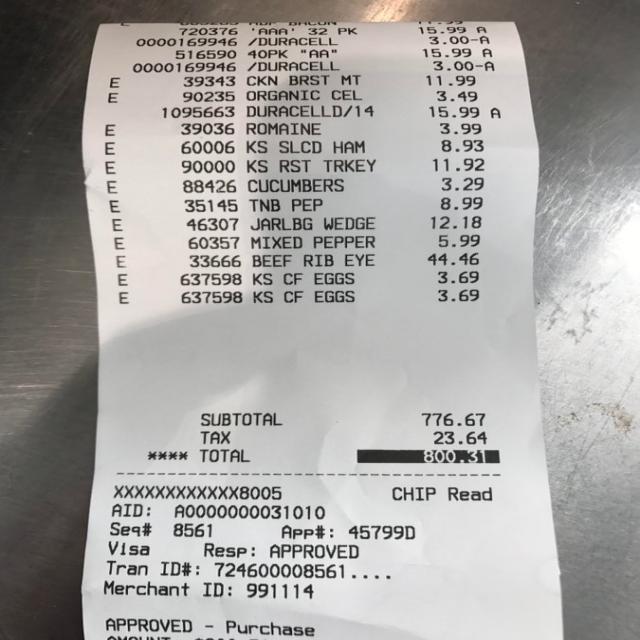 BACON 11.99
720376 'AAA' 32 PK 15.99 A
0000169946 /DURACELL 3.00-A
516590 40PK "AA" 15.99 A
0000169946 /DURACELL 3.00-A
E 39343 CKN BRST MT 11.99
E 90235 ORGANIC CEL 3.49
1095663 DURACELLD/14 15.99 A
E 39036 ROMAINE 3.99
E 60006 KS SLCD HAM 8.93
E 90000 KS RST TRKEY 11.92
E 88426 CUCUMBERS 3.29
E 35145 TNB PEP 8.99
E 46307 JARLBG WEDGE 12.18
E 60357 MIXED PEPPER 5.99
E 33666 BEEF RIB EYE 44.46
E 637598 KS CF EGGS 3.69
E 637598 KS CF EGGS 3.69
SUBTOTAL 776.67
TAX 23.64
**** TOTAL 800.31
XXXXXXXXXXXX8005 CHIP Read
AID: A0000000031010
Seq# 8561 App#: 45799D
Visa Resp: APPROVED
Tran ID#: 724600008561....
Merchant ID: 991114
APPROVED - Purchase
AMOUNT